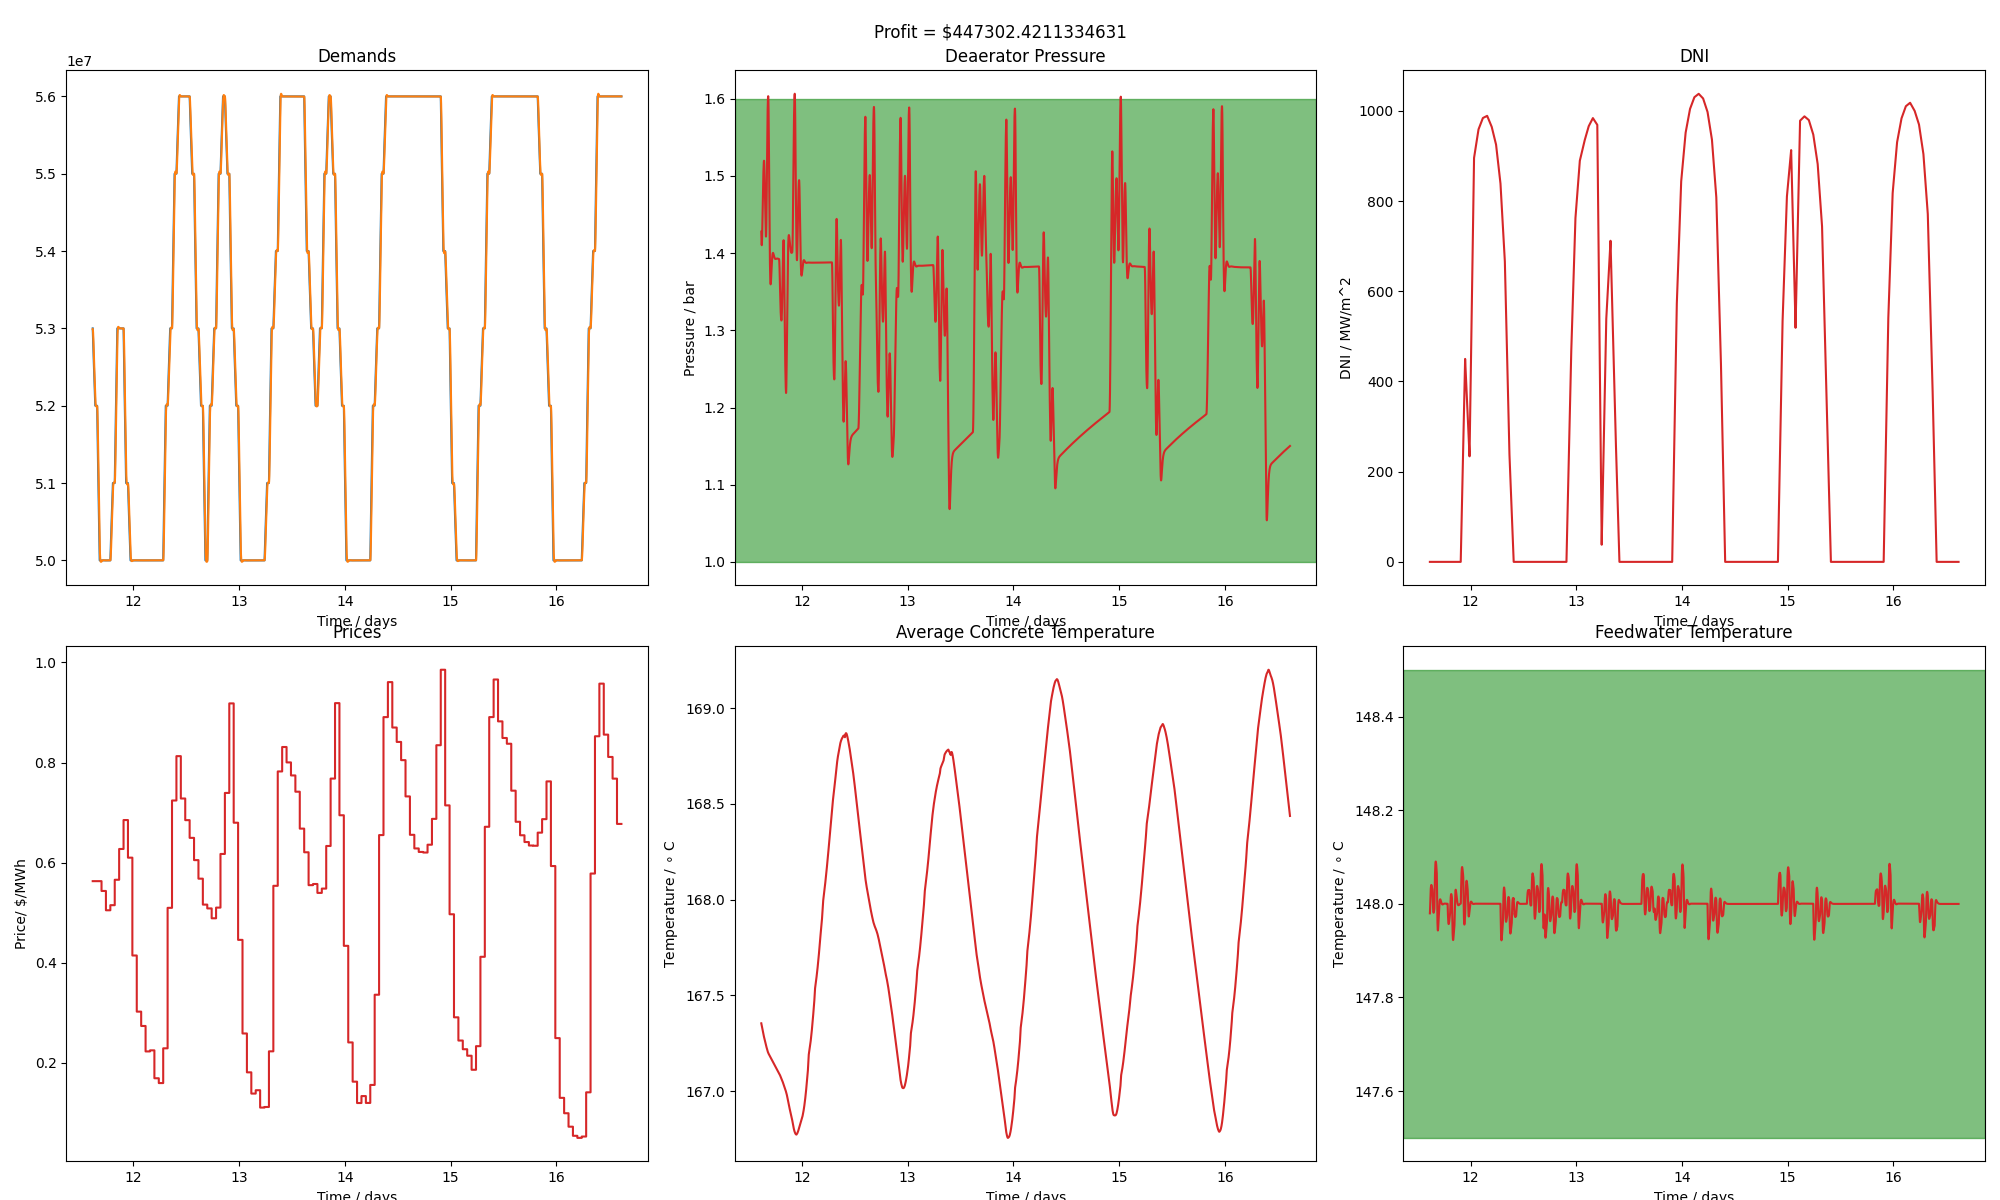 Profit = $447302.4211334631
Demands
1e7
5.6
5.5
5.4
5.3
5.2
5.1
5.0
12 13 14 15 16
Time / days
Deaerator Pressure
Pressure / bar
1.6
1.5
1.4
1.3
1.2
1.1
1.0
12 13 14 15 16
Time / days
DNI
DNI / MW/m^2
1000
800
600
400
200
0
12 13 14 15 16
Time / days
Prices
Price/ $/MWh
1.0
0.8
0.6
0.4
0.2
12 13 14 15 16
Time / days
Average Concrete Temperature
Temperature / ∘ C
169.0
168.5
168.0
167.5
167.0
12 13 14 15 16
Time / days
Feedwater Temperature
Temperature / ∘ C
148.4
148.2
148.0
147.8
147.6
12 13 14 15 16
Time / days